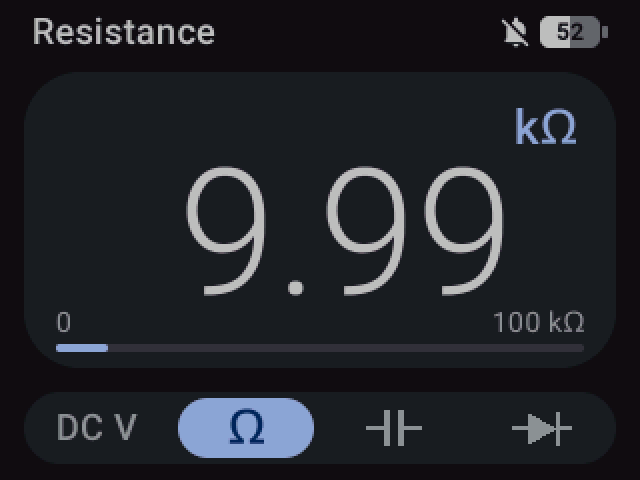 Resistance 52
kΩ
9.99
0 100 kΩ
DC V Ω